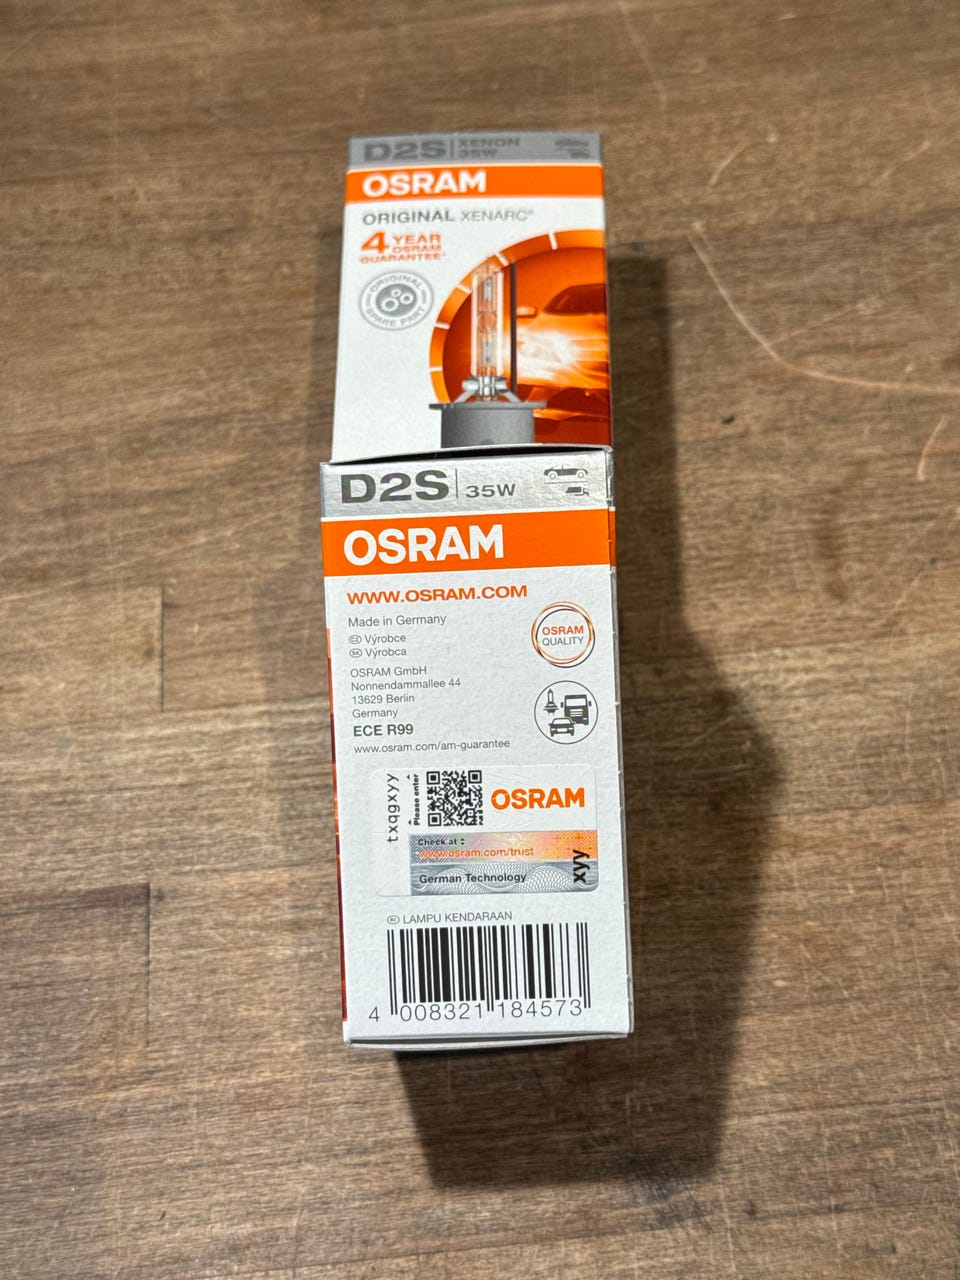 D2S XENON 35W
OSRAM
ORIGINAL XENARC®
4 YEAR OSRAM GUARANTEE*
ORIGINAL SPARE PART
D2S 35W
OSRAM
WWW.OSRAM.COM
Made in Germany
CZ Výrobce
SK Výrobca
OSRAM GmbH
Nonnendammallee 44
13629 Berlin
Germany
ECE R99
www.osram.com/am-guarantee
OSRAM
QUALITY
txqgxyy
Please enter
OSRAM
Check at :
www.osram.com/trust
German Technology
xyy
LAMPU KENDARAAN
4 008321 184573